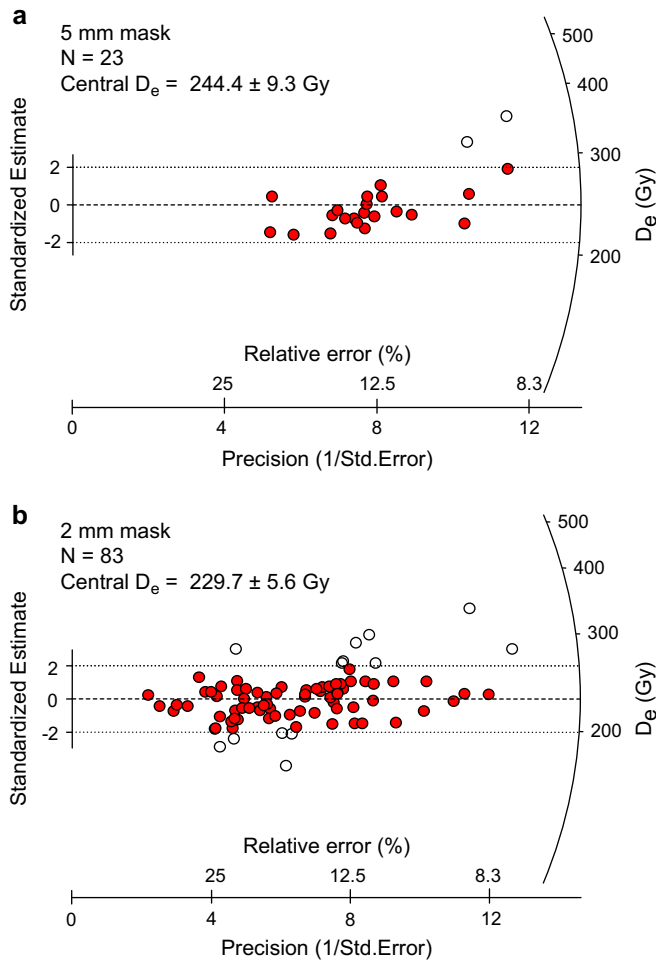 a
5 mm mask
N = 23
Central De = 244.4 ± 9.3 Gy
500
400
300
200
De (Gy)
Standardized Estimate
2
0
-2
Relative error (%)
25 12.5 8.3
0 4 8 12
Precision (1/Std.Error)
b
2 mm mask
N = 83
Central De = 229.7 ± 5.6 Gy
500
400
300
200
De (Gy)
Standardized Estimate
2
0
-2
Relative error (%)
25 12.5 8.3
0 4 8 12
Precision (1/Std.Error)